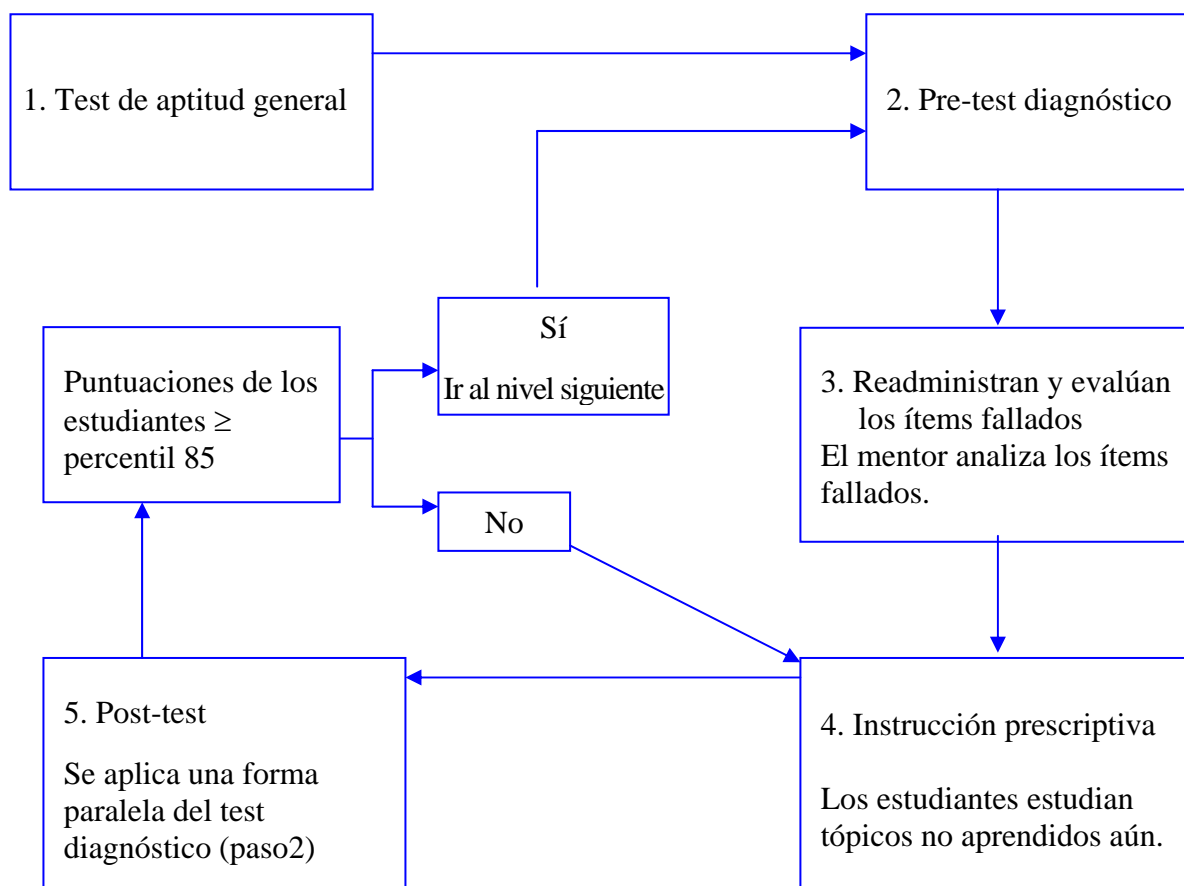 1. Test de aptitud general
2. Pre-test diagnóstico
Sí
Ir al nivel siguiente
Puntuaciones de los
estudiantes ≥
percentil 85
No
3. Readministran y evalúan
los ítems fallados
El mentor analiza los ítems
fallados.
4. Instrucción prescriptiva
Los estudiantes estudian
tópicos no aprendidos aún.
5. Post-test
Se aplica una forma
paralela del test
diagnóstico (paso2)